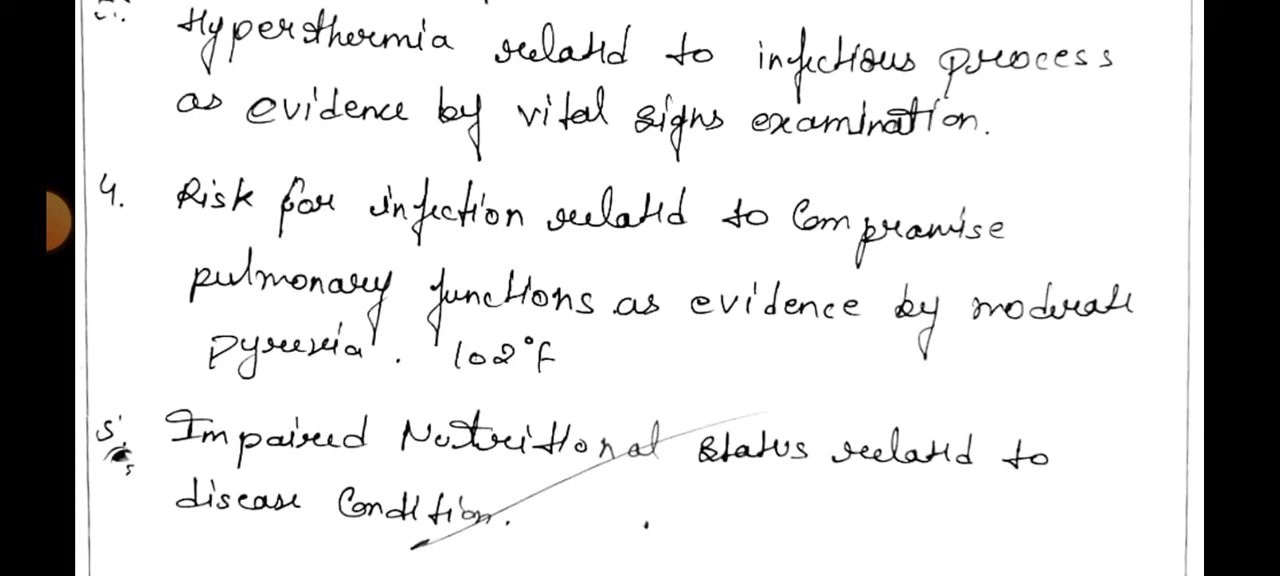 Hyperthermia related to infectious process
as evidence by vital signs examination.
4. Risk for infection related to Compramise
pulmonary functions as evidence by moderate
pyrexia. 102°F
5. Impaired Nutritional status related to
disease Condition.